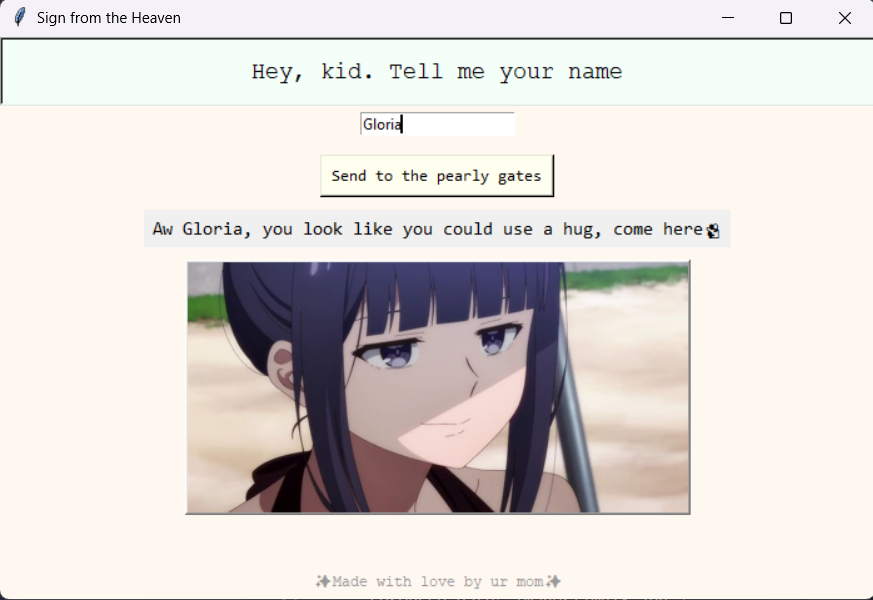 Sign from the Heaven
Hey, kid. Tell me your name
Gloria
Send to the pearly gates
Aw Gloria, you look like you could use a hug, come here🫂
✨Made with love by ur mom✨